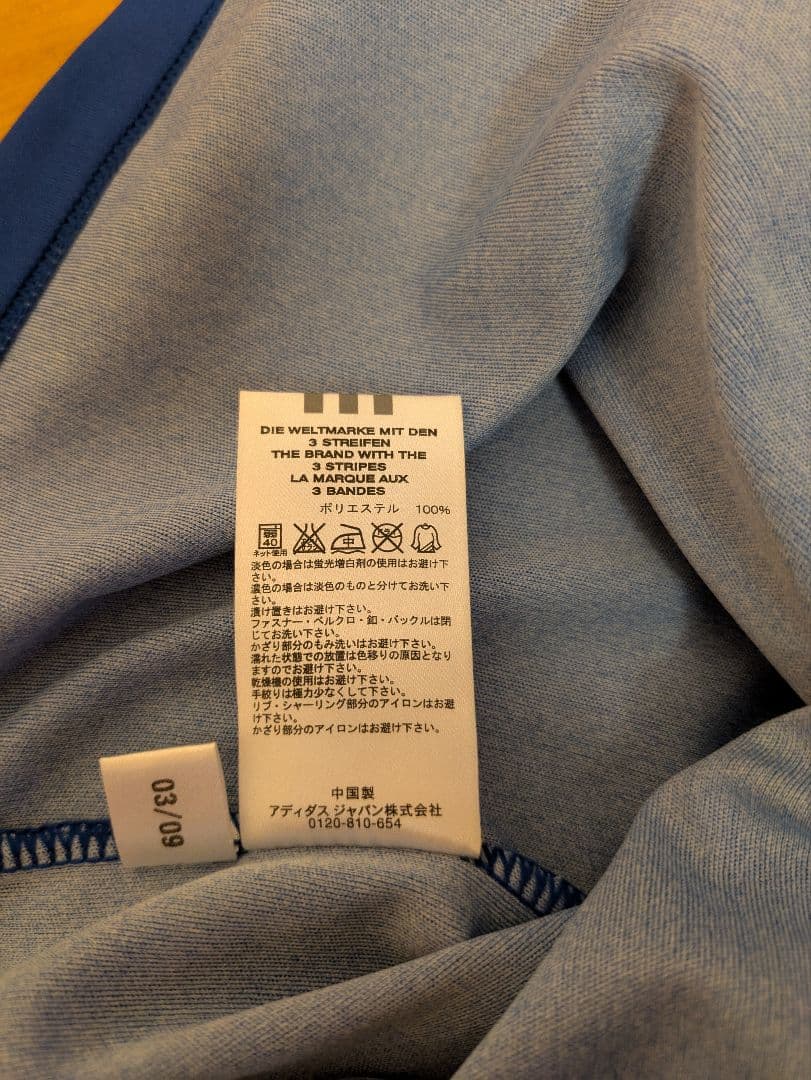 DIE WELTMARKE MIT DEN
3 STREIFEN
THE BRAND WITH THE
3 STRIPES
LA MARQUE AUX
3 BANDES
ポリエステル 100%
40
中
ネット使用
淡色の場合は蛍光増白剤の使用はお避け下
さい。
濃色の場合は淡色のものと分けてお洗い下
さい。
漬け置きはお避け下さい。
ファスナー・ベルクロ・釦・バックルは閉
じてお洗い下さい。
かざり部分のもみ洗いはお避け下さい。
濡れた状態での放置は色移りの原因となり
ますのでお避け下さい。
乾燥機の使用はお避け下さい。
手絞りは極力少なくして下さい。
リブ・シャーリング部分のアイロンはお避
け下さい。
かざり部分のアイロンはお避け下さい。
中国製
アディダス ジャパン株式会社
0120-810-654
03/09